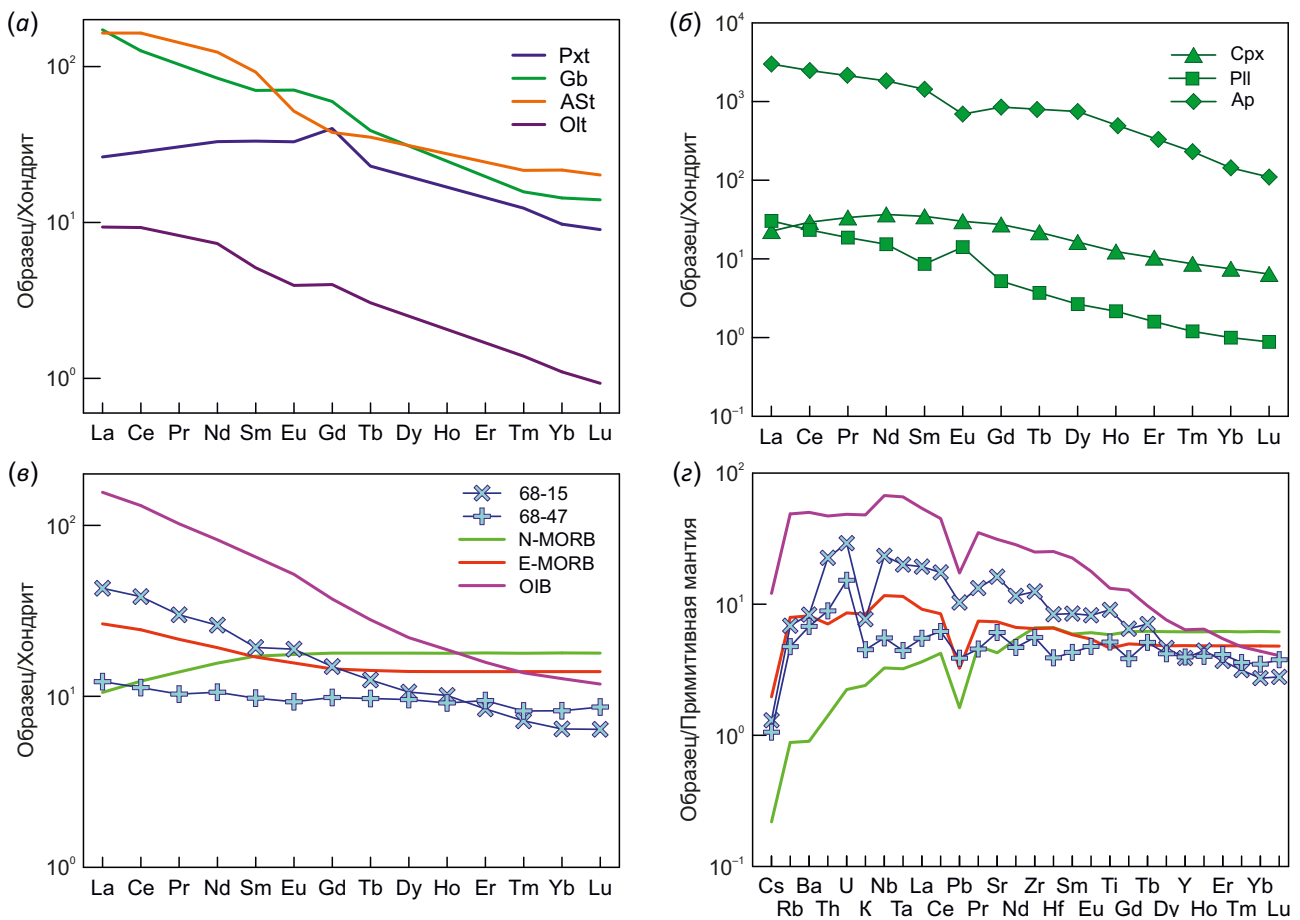 (а)
10²
10¹
10⁰
Образец/Хондрит
Pxt
Gb
ASt
Olt
La Ce Pr Nd Sm Eu Gd Tb Dy Ho Er Tm Yb Lu
(б)
10⁴
10³
10²
10¹
10⁰
10⁻¹
Образец/Хондрит
Cpx
Pll
Ap
La Ce Pr Nd Sm Eu Gd Tb Dy Ho Er Tm Yb Lu
(в)
10²
10¹
10⁰
Образец/Хондрит
68-15
68-47
N-MORB
E-MORB
OIB
La Ce Pr Nd Sm Eu Gd Tb Dy Ho Er Tm Yb Lu
(г)
10²
10¹
10⁰
10⁻¹
Образец/Примитивная мантия
Cs Ba U Nb La Pb Sr Zr Sm Ti Tb Y Er Yb
Rb Th K Ta Ce Pr Nd Hf Eu Gd Dy Ho Tm Lu